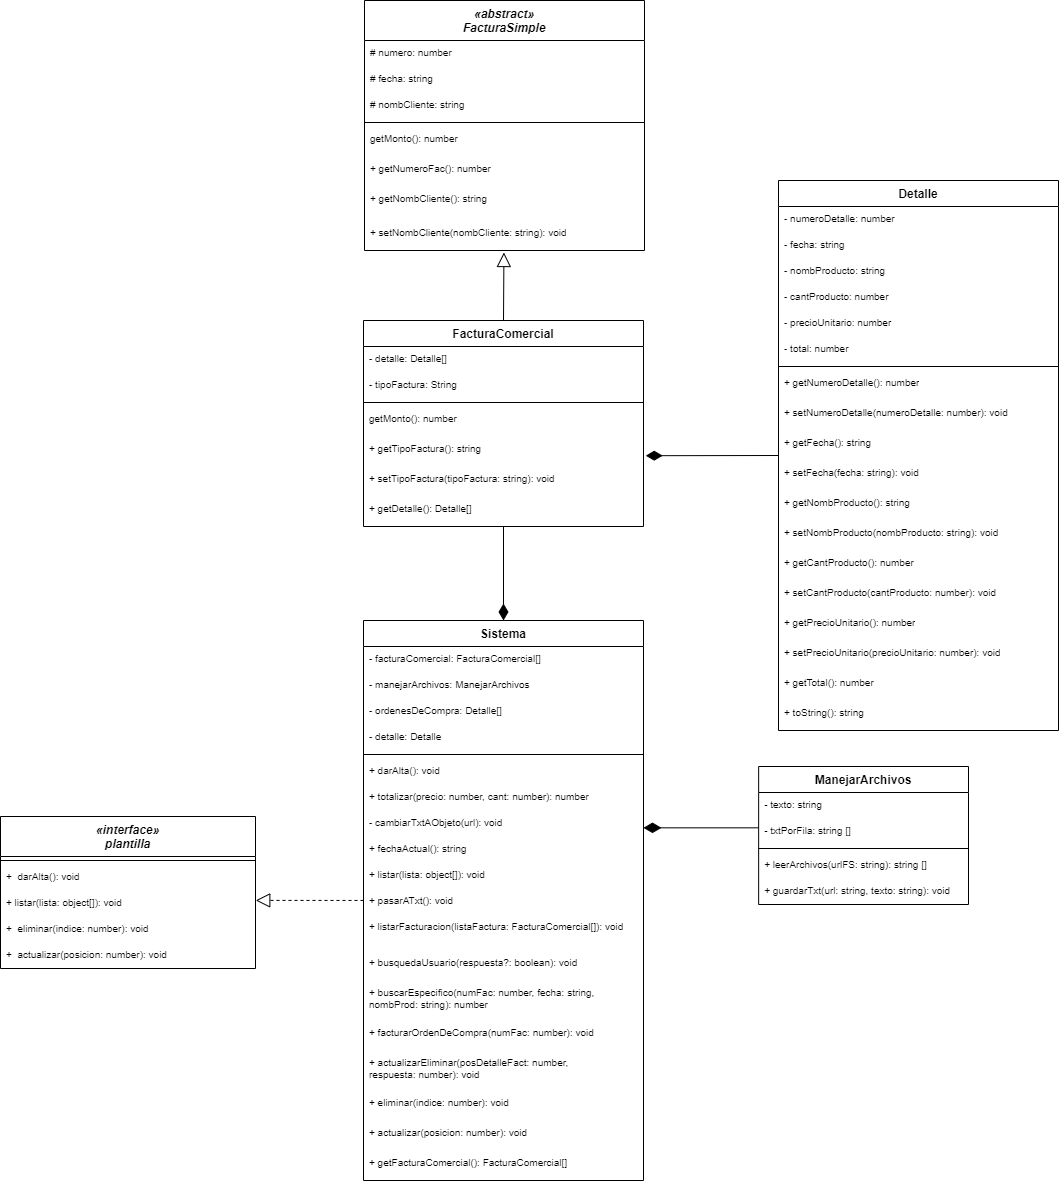 «abstract»
FacturaSimple
# numero: number
# fecha: string
# nombCliente: string
getMonto(): number
+ getNumeroFac(): number
+ getNombCliente(): string
+ setNombCliente(nombCliente: string): void
Detalle
- numeroDetalle: number
- fecha: string
- nombProducto: string
- cantProducto: number
- precioUnitario: number
- total: number
+ getNumeroDetalle(): number
+ setNumeroDetalle(numeroDetalle: number): void
+ getFecha(): string
+ setFecha(fecha: string): void
+ getNombProducto(): string
+ setNombProducto(nombProducto: string): void
+ getCantProducto(): number
+ setCantProducto(cantProducto: number): void
+ getPrecioUnitario(): number
+ setPrecioUnitario(precioUnitario: number): void
+ getTotal(): number
+ toString(): string
FacturaComercial
- detalle: Detalle[]
- tipoFactura: String
getMonto(): number
+ getTipoFactura(): string
+ setTipoFactura(tipoFactura: string): void
+ getDetalle(): Detalle[]
Sistema
- facturaComercial: FacturaComercial[]
- manejarArchivos: ManejarArchivos
- ordenesDeCompra: Detalle[]
- detalle: Detalle
+ darAlta(): void
+ totalizar(precio: number, cant: number): number
- cambiarTxtAObjeto(url): void
+ fechaActual(): string
+ listar(lista: object[]): void
+ pasarATxt(): void
+ listarFacturacion(listaFactura: FacturaComercial[]): void
+ busquedaUsuario(respuesta?: boolean): void
+ buscarEspecifico(numFac: number, fecha: string,
nombProd: string): number
+ facturarOrdenDeCompra(numFac: number): void
+ actualizarEliminar(posDetalleFact: number,
respuesta: number): void
+ eliminar(indice: number): void
+ actualizar(posicion: number): void
+ getFacturaComercial(): FacturaComercial[]
ManejarArchivos
- texto: string
- txtPorFila: string []
+ leerArchivos(urlFS: string): string []
+ guardarTxt(url: string, texto: string): void
«interface»
plantilla
+ darAlta(): void
+ listar(lista: object[]): void
+ eliminar(indice: number): void
+ actualizar(posicion: number): void